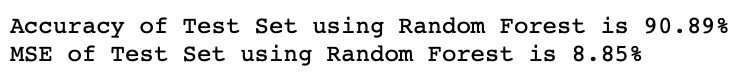 Accuracy of Test Set using Random Forest is 90.89%
MSE of Test Set using Random Forest is 8.85%